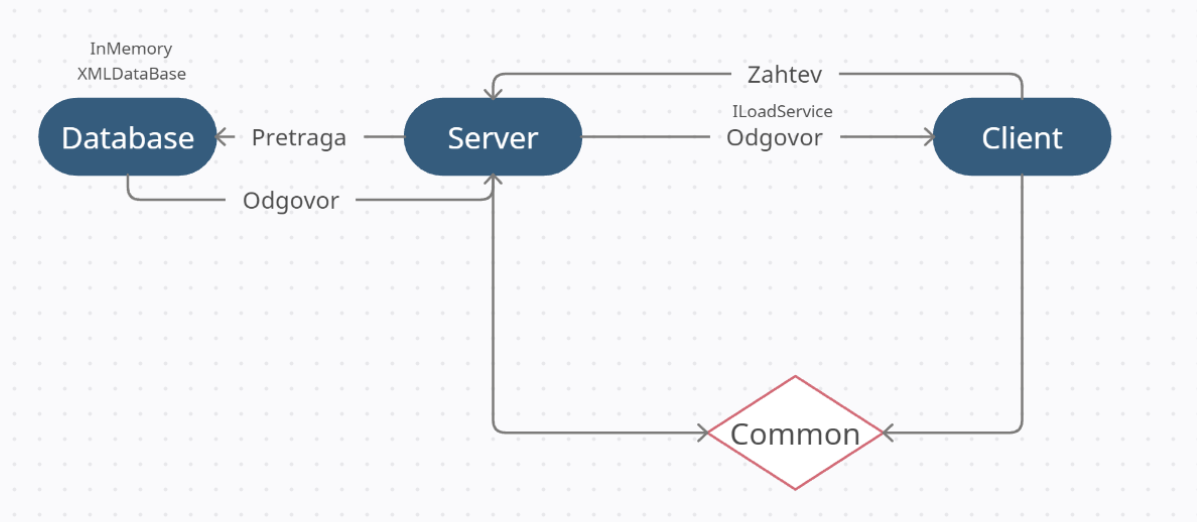 InMemory
XMLDataBase
Zahtev
ILoadService
Database
Pretraga
Server
Odgovor
Client
Odgovor
Common